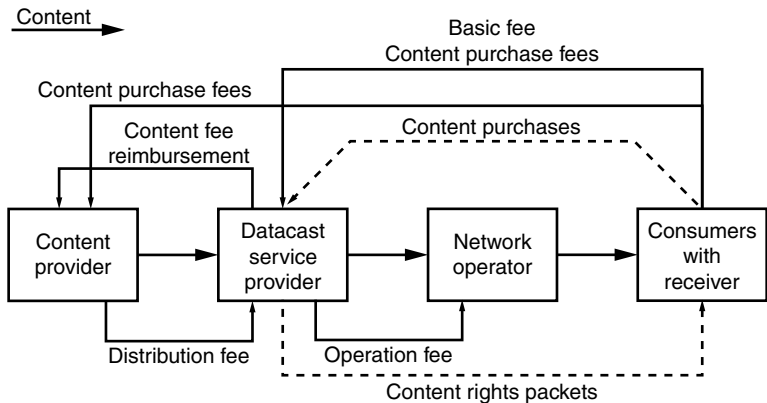 Content
Basic fee
Content purchase fees
Content purchase fees
Content fee
reimbursement
Content purchases
Content
provider
Datacast
service
provider
Network
operator
Consumers
with
receiver
Distribution fee
Operation fee
Content rights packets